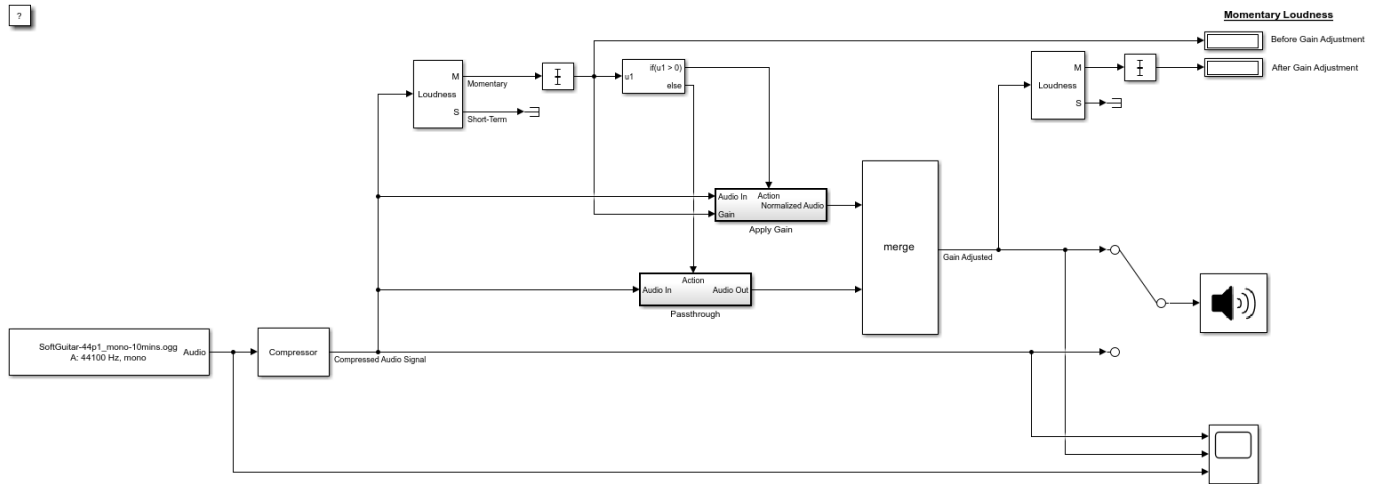 ?
Momentary Loudness
Before Gain Adjustment
After Gain Adjustment
Loudness
M
S
Momentary
Short-Term
u1
if(u1 > 0)
else
Loudness
M
S
Audio In
Gain
Action
Normalized Audio
Apply Gain
Action
Audio In
Audio Out
Passthrough
merge
Gain Adjusted
SoftGuitar-44p1_mono-10mins.ogg
A: 44100 Hz, mono
Audio
Compressor
Compressed Audio Signal